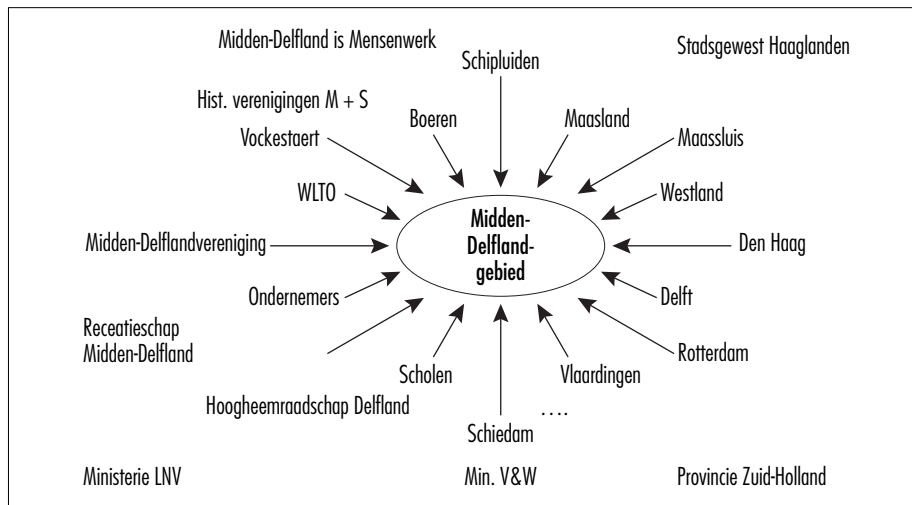 Midden-Delfland is Mensenwerk
Stadsgewest Haaglanden
Schipluiden
Hist. verenigingen M + S
Boeren
Maasland
Vockestaert
Maassluis
WLTO
Westland
Midden-
Delfland-
gebied
Midden-Delflandvereniging
Den Haag
Ondernemers
Delft
Receatieschap
Midden-Delfland
Rotterdam
Scholen
Vlaardingen
Hoogheemraadschap Delfland
....
Schiedam
Ministerie LNV
Min. V&W
Provincie Zuid-Holland